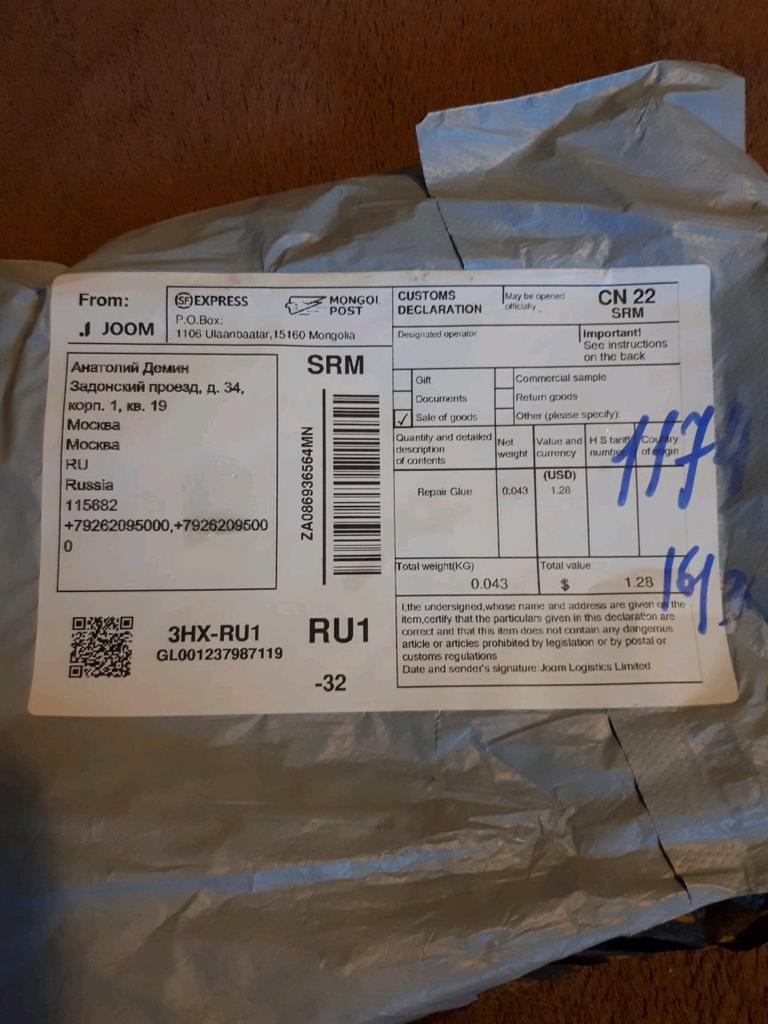 From:
JOOM
SF EXPRESS
MONGOL POST
P.O.Box:
1106 Ulaanbaatar,15160 Mongolia
Анатолий Демин
Задонский проезд, д. 34,
корп. 1, кв. 19
Москва
Москва
RU
Russia
115682
+79262095000,+7926209500
0
SRM
ZA086936564MN
3HX-RU1
GL001237987119
RU1
-32
CUSTOMS
DECLARATION
May be opened
officially
CN 22
SRM
Designated operator
Important!
See instructions
on the back
Gift
Commercial sample
Documents
Return goods
✓ Sale of goods
Other (please specify):
Quantity and detailed
description
of contents
Net
weight
Value and
currency
H S tariff
number
Country
of origin
(USD)
Repair Glue 0.043 1.28
Total weight(KG)
0.043
Total value
$ 1.28
I,the undersigned,whose name and address are given on the
item,certify that the particulars given in this declaration are
correct and that this item does not contain any dangerous
article or articles prohibited by legislation or by postal or
customs regulations
Date and sender's signature:Joom Logistics Limited